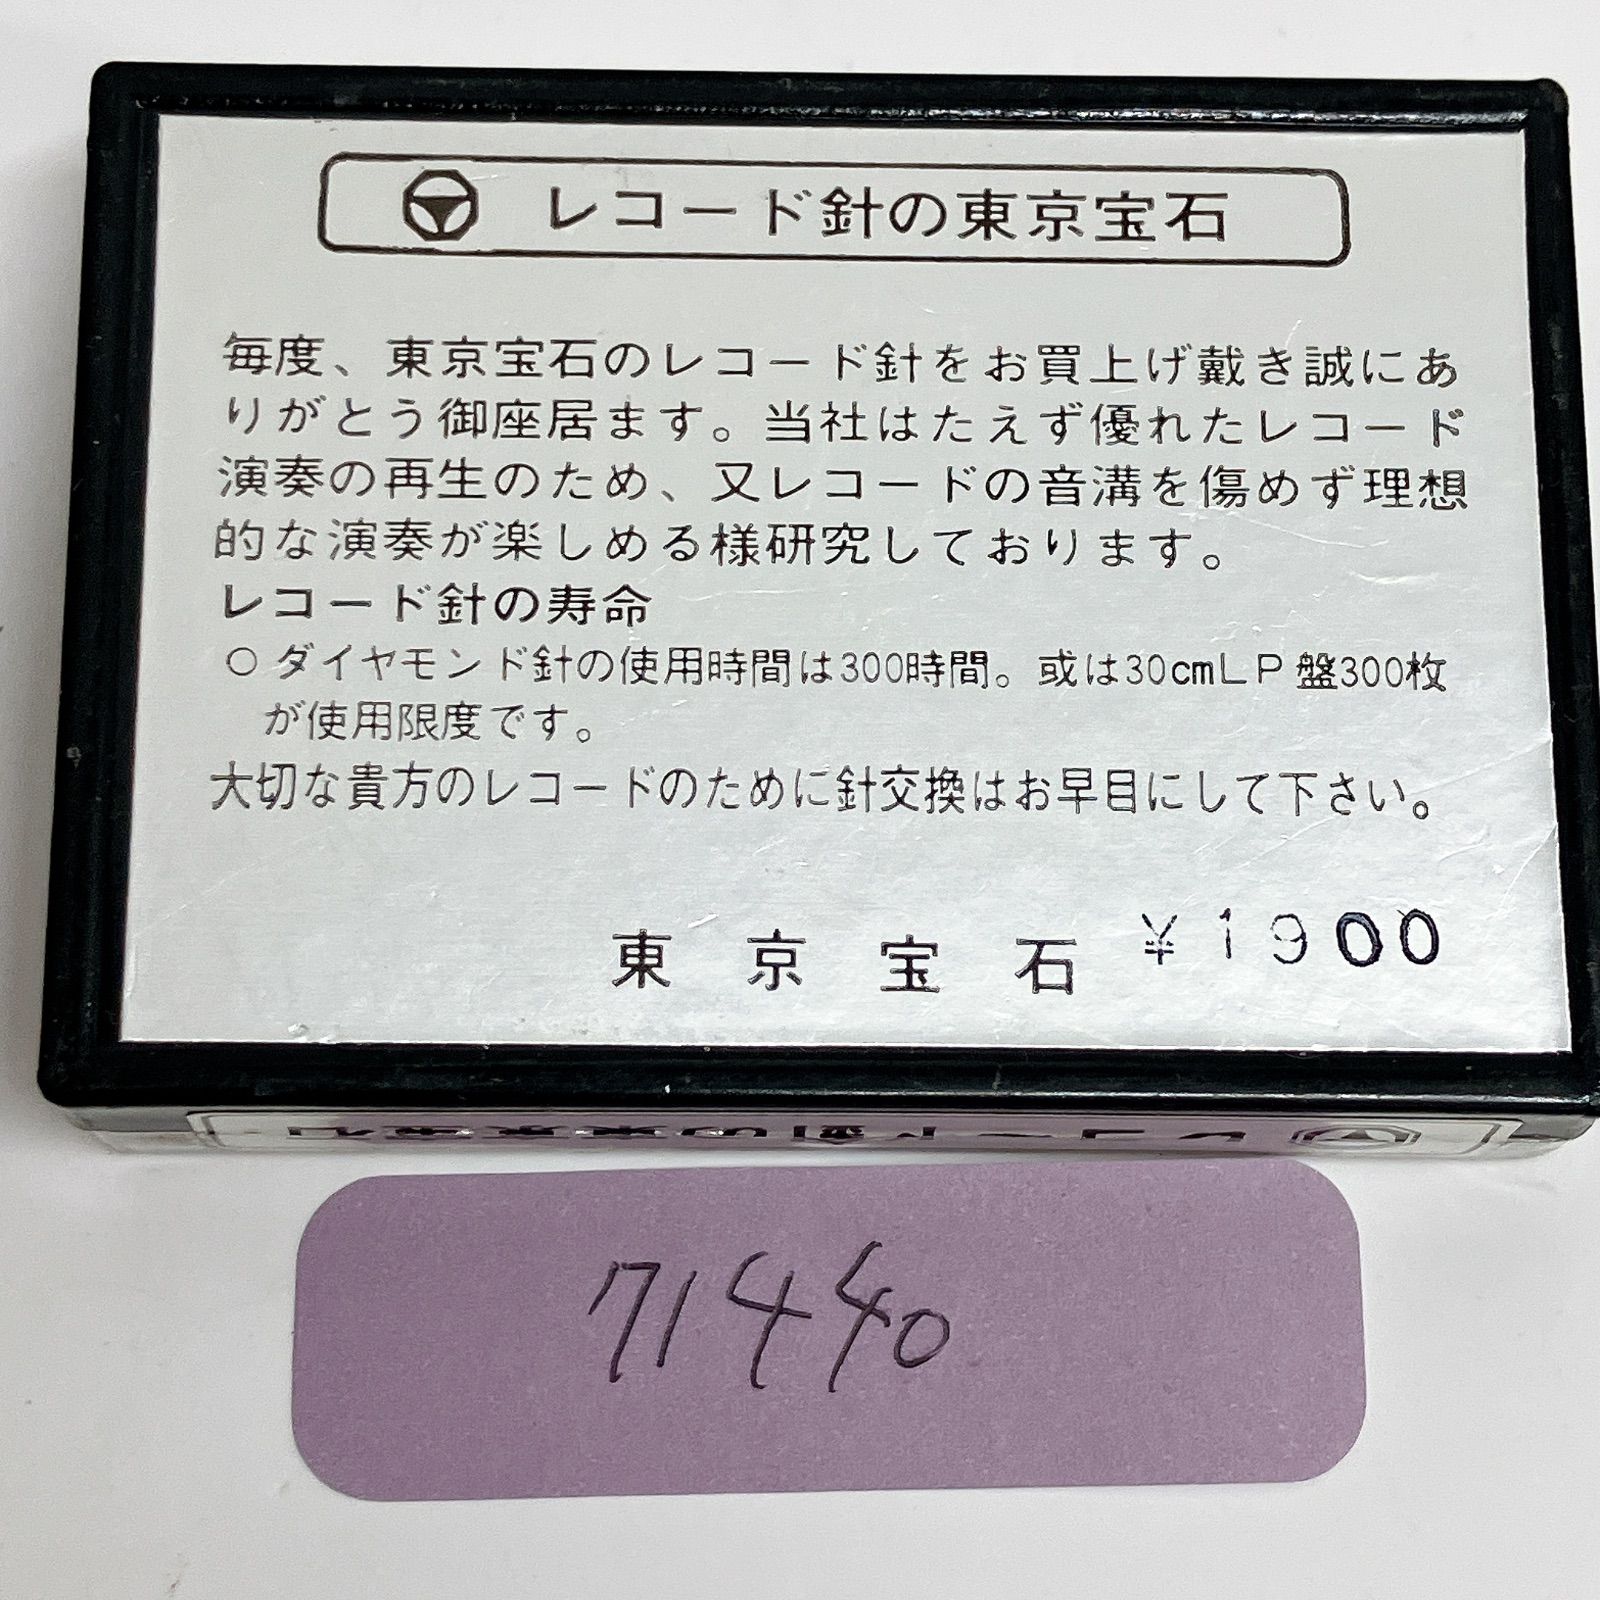 レコード針の東京宝石
毎度、東京宝石のレコード針をお買上げ戴き誠にあ
りがとう御座居ます。当社はたえず優れたレコード
演奏の再生のため、又レコードの音溝を傷めず理想
的な演奏が楽しめる様研究しております。
レコード針の寿命
○ダイヤモンド針の使用時間は300時間。或は30cmLP盤300枚
が使用限度です。
大切な貴方のレコードのために針交換はお早目にして下さい。
東京宝石 ¥1900
71440